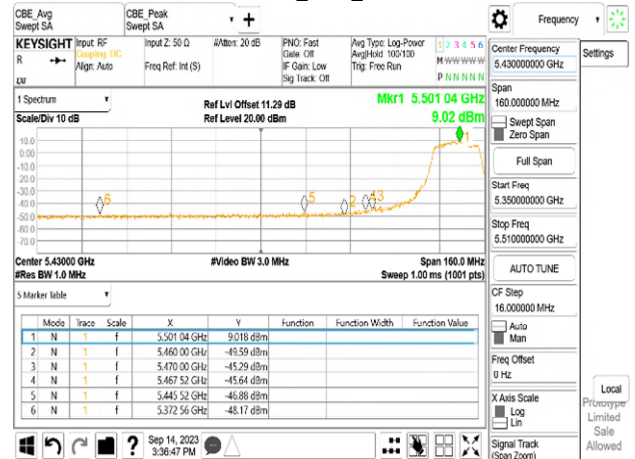 CBE_Avg
Swept SA
CBE_Peak
Swept SA
+
Frequency
KEYSIGHT
R
Input: RF
Coupling: DC
Align: Auto
Input Z: 50 Ω
Freq Ref: Int (S)
#Atten: 20 dB
PNO: Fast
Gate: Off
IF Gain: Low
Sig Track: Off
Avg Type: Log-Power
Avg|Hold: 100/100
Trig: Free Run
1 2 3 4 5 6
M W W W W W
P N N N N N
1 Spectrum
Scale/Div 10 dB
Ref Lvl Offset 11.29 dB
Ref Level 20.00 dBm
Mkr1 5.501 04 GHz
9.02 dBm
10.0
0.00
-10.0
-20.0
-30.0
-40.0
-50.0
-60.0
-70.0
6
5
2
3
1
Center 5.43000 GHz
#Res BW 1.0 MHz
#Video BW 3.0 MHz
Span 160.0 MHz
Sweep 1.00 ms (1001 pts)
5 Marker Table
Mode Trace Scale X Y Function Function Width Function Value
1 N 1 f 5.501 04 GHz 9.018 dBm
2 N 1 f 5.460 00 GHz -49.59 dBm
3 N 1 f 5.470 00 GHz -45.29 dBm
4 N 1 f 5.467 52 GHz -45.64 dBm
5 N 1 f 5.445 52 GHz -46.88 dBm
6 N 1 f 5.372 56 GHz -48.17 dBm
Sep 14, 2023
3:36:47 PM
?
Center Frequency
5.430000000 GHz
Span
160.000000 MHz
Swept Span
Zero Span
Full Span
Start Freq
5.350000000 GHz
Stop Freq
5.510000000 GHz
AUTO TUNE
CF Step
16.000000 MHz
Auto
Man
Freq Offset
0 Hz
X Axis Scale
Log
Lin
Signal Track
(Span Zoom)
Settings
Local
Prototype
Limited
Sale
Allowed